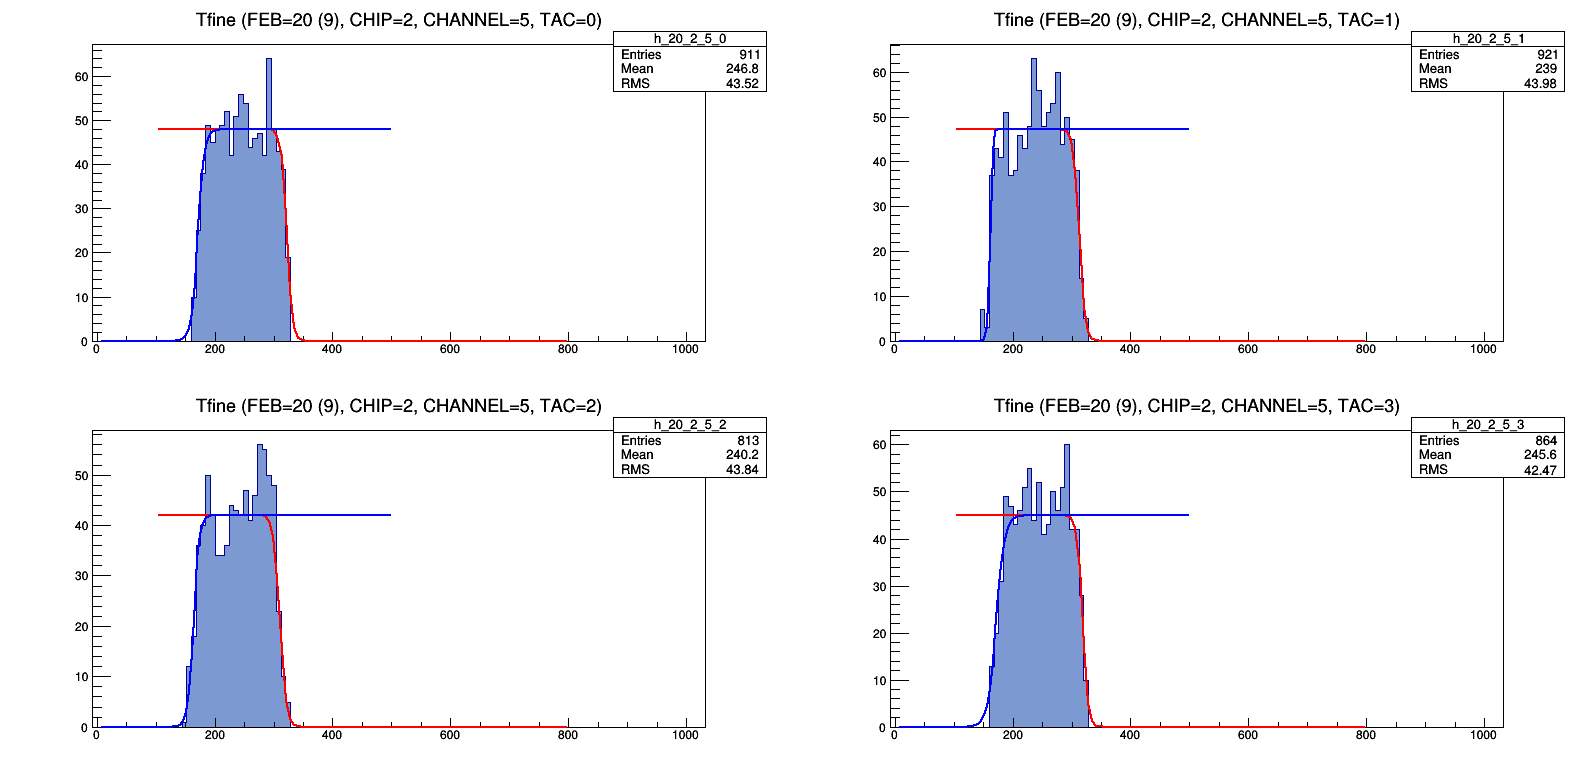 Tfine (FEB=20 (9), CHIP=2, CHANNEL=5, TAC=0)
h_20_2_5_0
Entries 911
Mean 246.8
RMS 43.52
60
50
40
30
20
10
0
0 200 400 600 800 1000
Tfine (FEB=20 (9), CHIP=2, CHANNEL=5, TAC=1)
h_20_2_5_1
Entries 921
Mean 239
RMS 43.98
60
50
40
30
20
10
0
0 200 400 600 800 1000
Tfine (FEB=20 (9), CHIP=2, CHANNEL=5, TAC=2)
h_20_2_5_2
Entries 813
Mean 240.2
RMS 43.84
50
40
30
20
10
0
0 200 400 600 800 1000
Tfine (FEB=20 (9), CHIP=2, CHANNEL=5, TAC=3)
h_20_2_5_3
Entries 864
Mean 245.6
RMS 42.47
60
50
40
30
20
10
0
0 200 400 600 800 1000